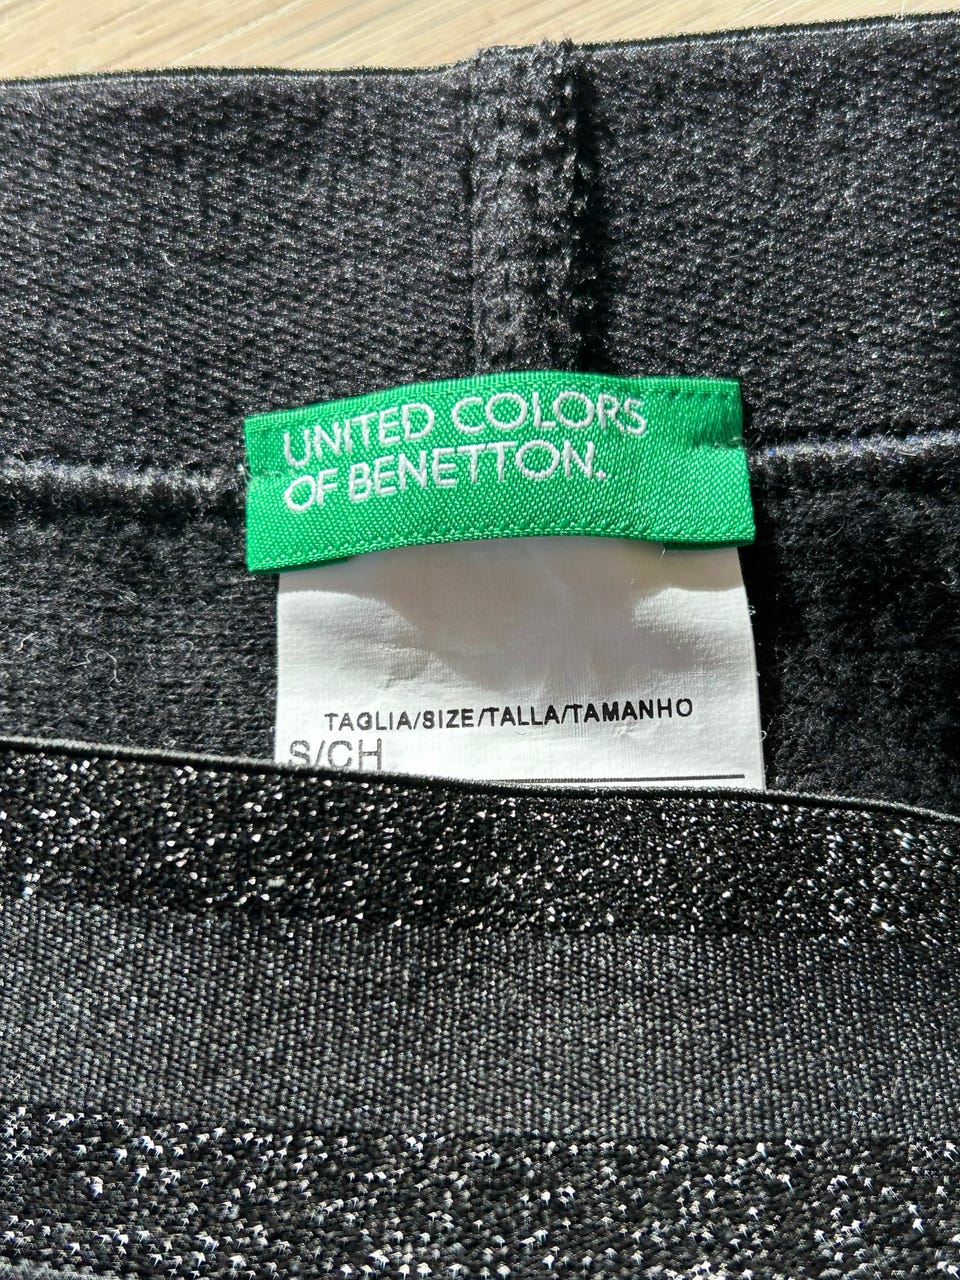 UNITED COLORS
OF BENETTON.
TAGLIA/SIZE/TALLA/TAMANHO
S/CH